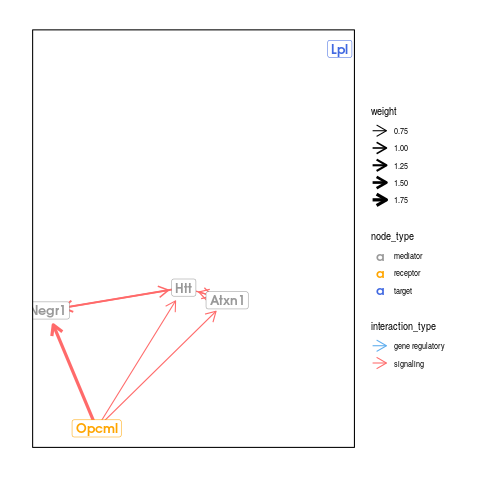 Lpl
Htt
Atxn1
Negr1
Opcml
weight
0.75
1.00
1.25
1.50
1.75
node_type
a mediator
a receptor
a target
interaction_type
gene regulatory
signaling